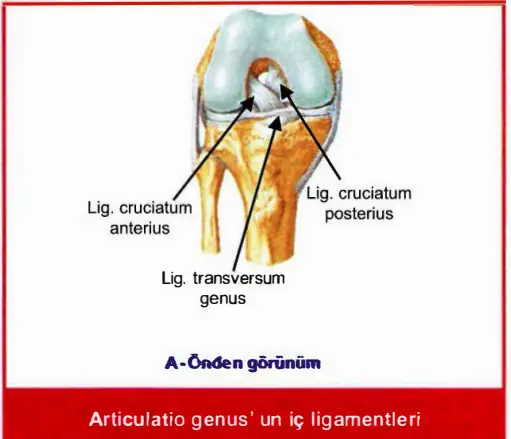 Lig. cruciatum
anterius
Lig. cruciatum
posterius
Lig. transversum
genus
A-Önden görünüm
Articulatio genus' un iç ligamentleri